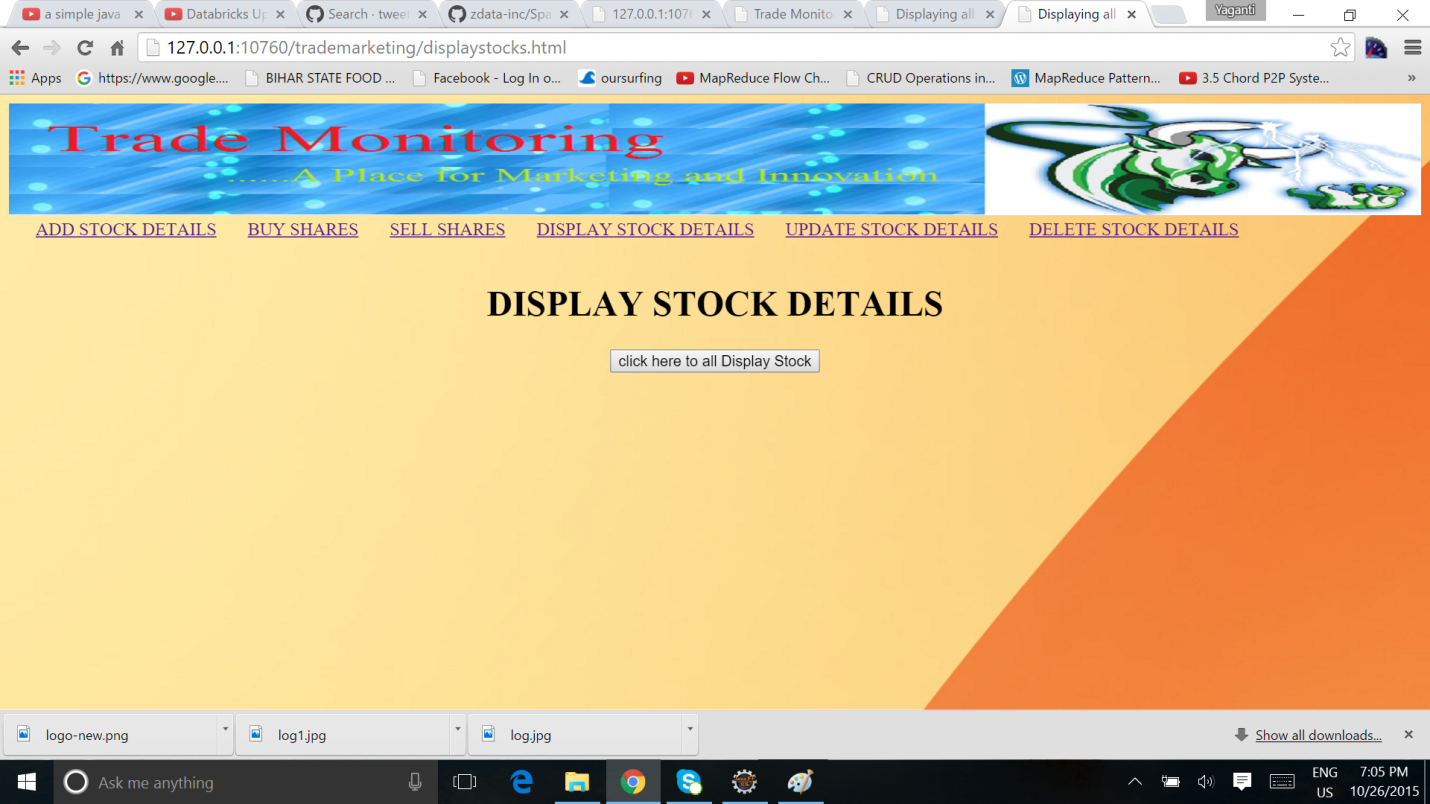 a simple java
Databricks Up
Search · tweet
zdata-inc/Spa
127.0.0.1:1076
Trade Monito
Displaying all
Displaying all
Yaganti
127.0.0.1:10760/trademarketing/displaystocks.html
Apps
https://www.google....
BIHAR STATE FOOD ...
Facebook - Log In o...
oursurfing
MapReduce Flow Ch...
CRUD Operations in...
MapReduce Pattern...
3.5 Chord P2P Syste...
»
Trade Monitoring
......A Place for Marketing and Innovation
ADD STOCK DETAILS
BUY SHARES
SELL SHARES
DISPLAY STOCK DETAILS
UPDATE STOCK DETAILS
DELETE STOCK DETAILS
DISPLAY STOCK DETAILS
click here to all Display Stock
logo-new.png
log1.jpg
log.jpg
Show all downloads...
Ask me anything
ENG
US
7:05 PM
10/26/2015